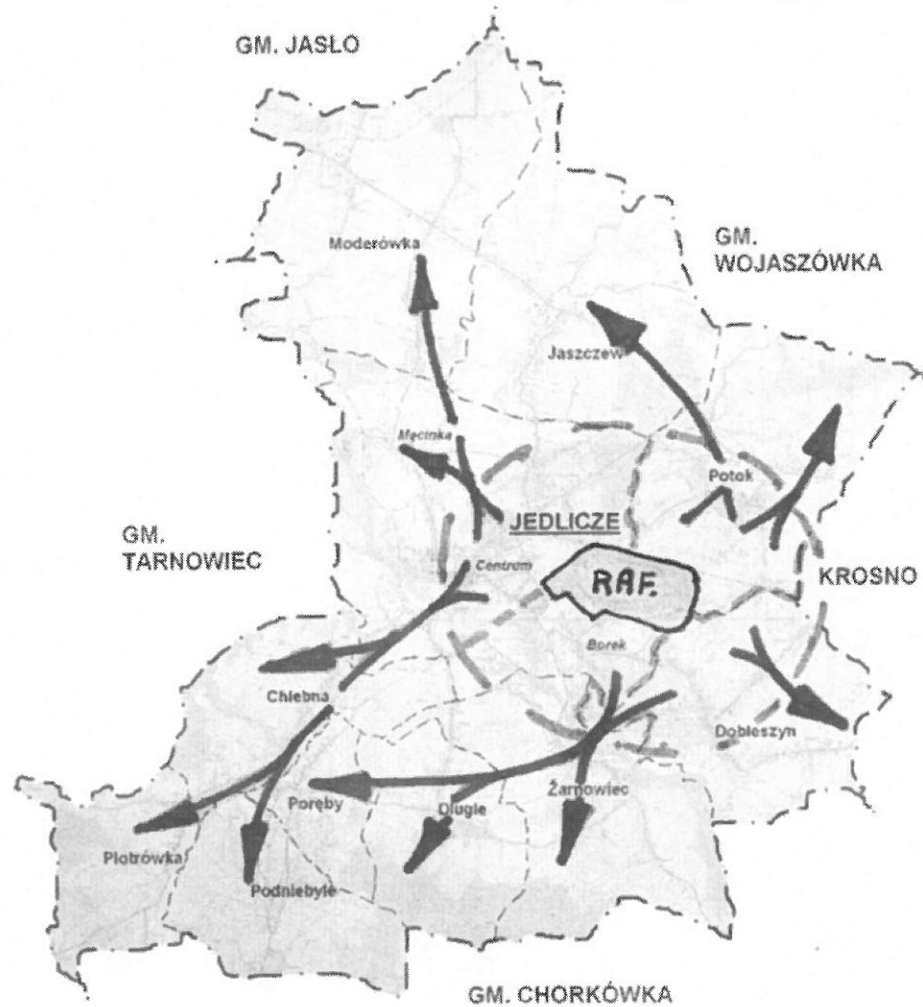 GM. JASŁO
GM.
WOJASZÓWKA
Moderówka
Jaszczew
Męcinka
Potok
JEDLICZE
GM.
TARNOWIEC
Centrum
RAF.
KROSNO
Borek
Chlebna
Dobieszyn
Poręby
Długie
Żarnowiec
Piotrówka
Podniebyle
GM. CHORKÓWKA